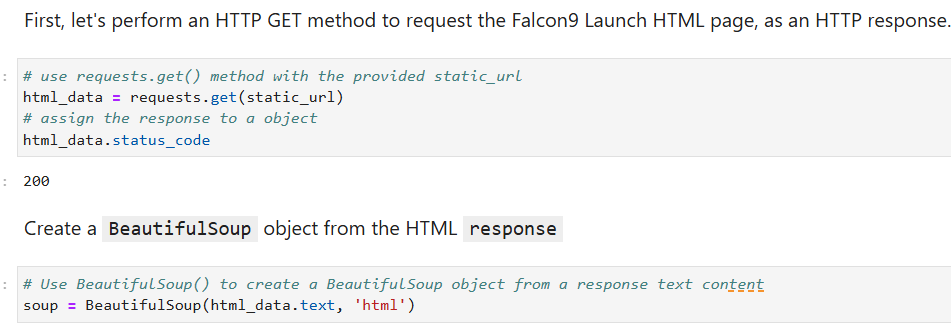 First, let's perform an HTTP GET method to request the Falcon9 Launch HTML page, as an HTTP response.
: # use requests.get() method with the provided static_url
html_data = requests.get(static_url)
# assign the response to a object
html_data.status_code
: 200
Create a BeautifulSoup object from the HTML response
: # Use BeautifulSoup() to create a BeautifulSoup object from a response text content
soup = BeautifulSoup(html_data.text, 'html')